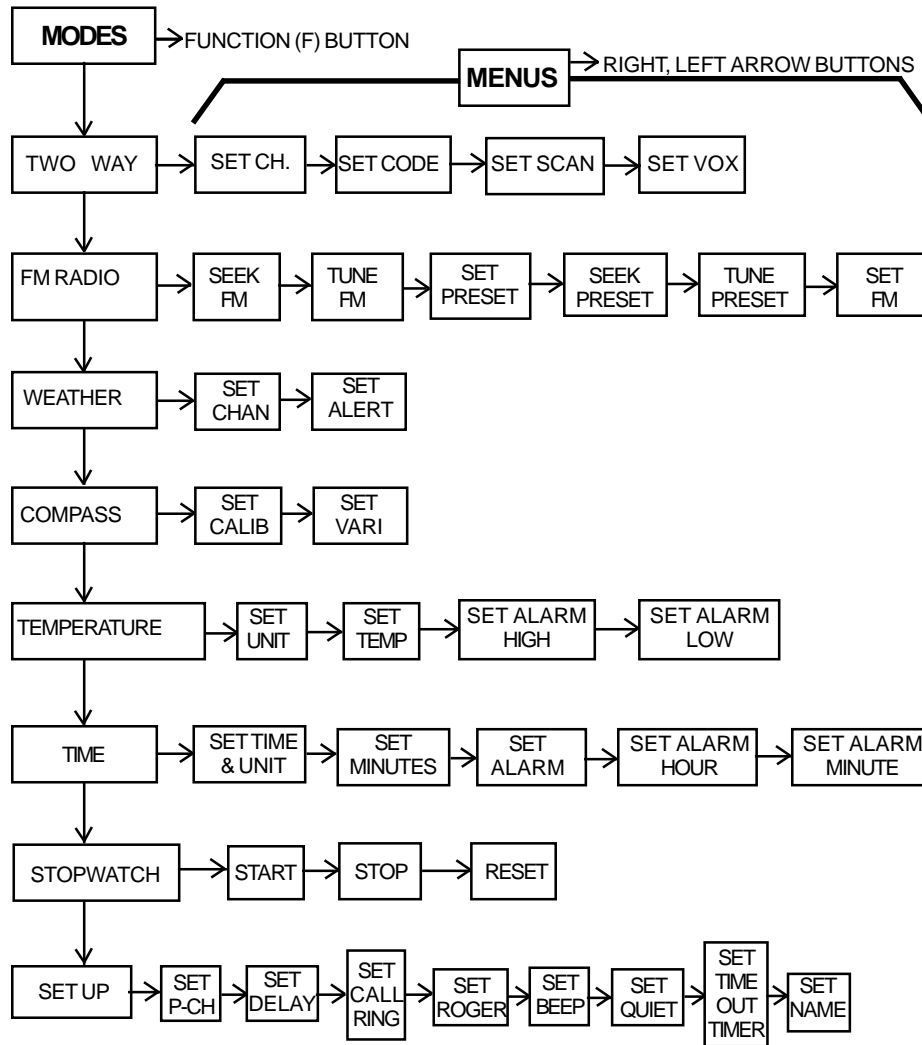 MODES
FUNCTION (F) BUTTON
MENUS
RIGHT, LEFT ARROW BUTTONS
TWO WAY
SET CH.
SET CODE
SET SCAN
SET VOX
FM RADIO
SEEK
FM
TUNE
FM
SET
PRESET
SEEK
PRESET
TUNE
PRESET
SET
FM
WEATHER
SET
CHAN
SET
ALERT
COMPASS
SET
CALIB
SET
VARI
TEMPERATURE
SET
UNIT
SET
TEMP
SET ALARM
HIGH
SET ALARM
LOW
TIME
SET TIME
& UNIT
SET
MINUTES
SET
ALARM
SET ALARM
HOUR
SET ALARM
MINUTE
STOPWATCH
START
STOP
RESET
SET UP
SET
P-CH
SET
DELAY
SET
CALL
RING
SET
ROGER
SET
BEEP
SET
QUIET
SET
TIME
OUT
TIMER
SET
NAME